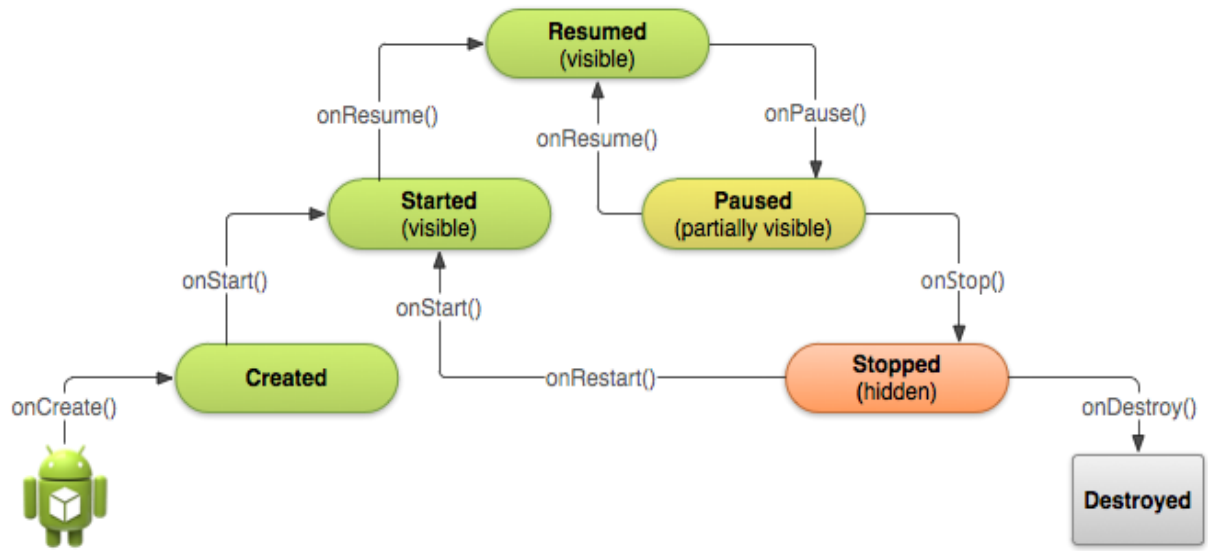 Resumed
(visible)
onResume()
onResume()
onPause()
Started
(visible)
Paused
(partially visible)
onStart()
onStart()
onStop()
Created
onRestart()
Stopped
(hidden)
onCreate()
onDestroy()
Destroyed